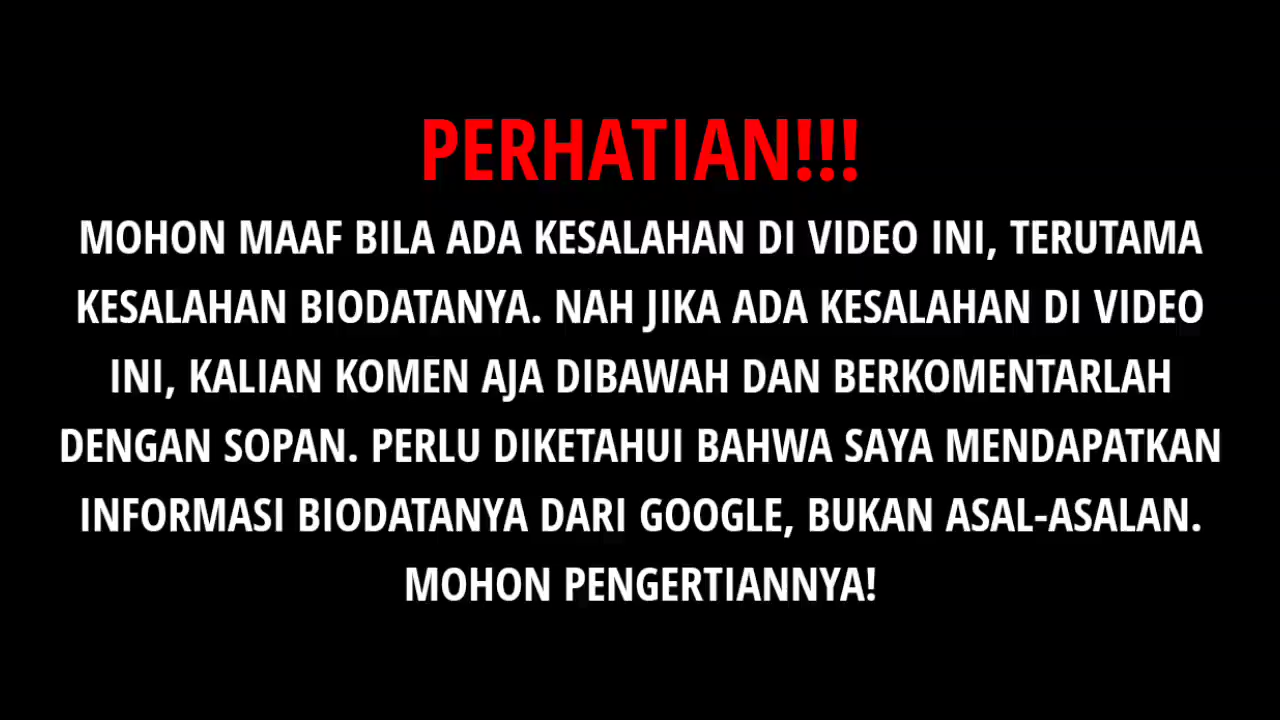 PERHATIAN!!!
MOHON MAAF BILA ADA KESALAHAN DI VIDEO INI, TERUTAMA
KESALAHAN BIODATANYA. NAH JIKA ADA KESALAHAN DI VIDEO
INI, KALIAN KOMEN AJA DIBAWAH DAN BERKOMENTARLAH
DENGAN SOPAN. PERLU DIKETAHUI BAHWA SAYA MENDAPATKAN
INFORMASI BIODATANYA DARI GOOGLE, BUKAN ASAL-ASALAN.
MOHON PENGERTIANNYA!